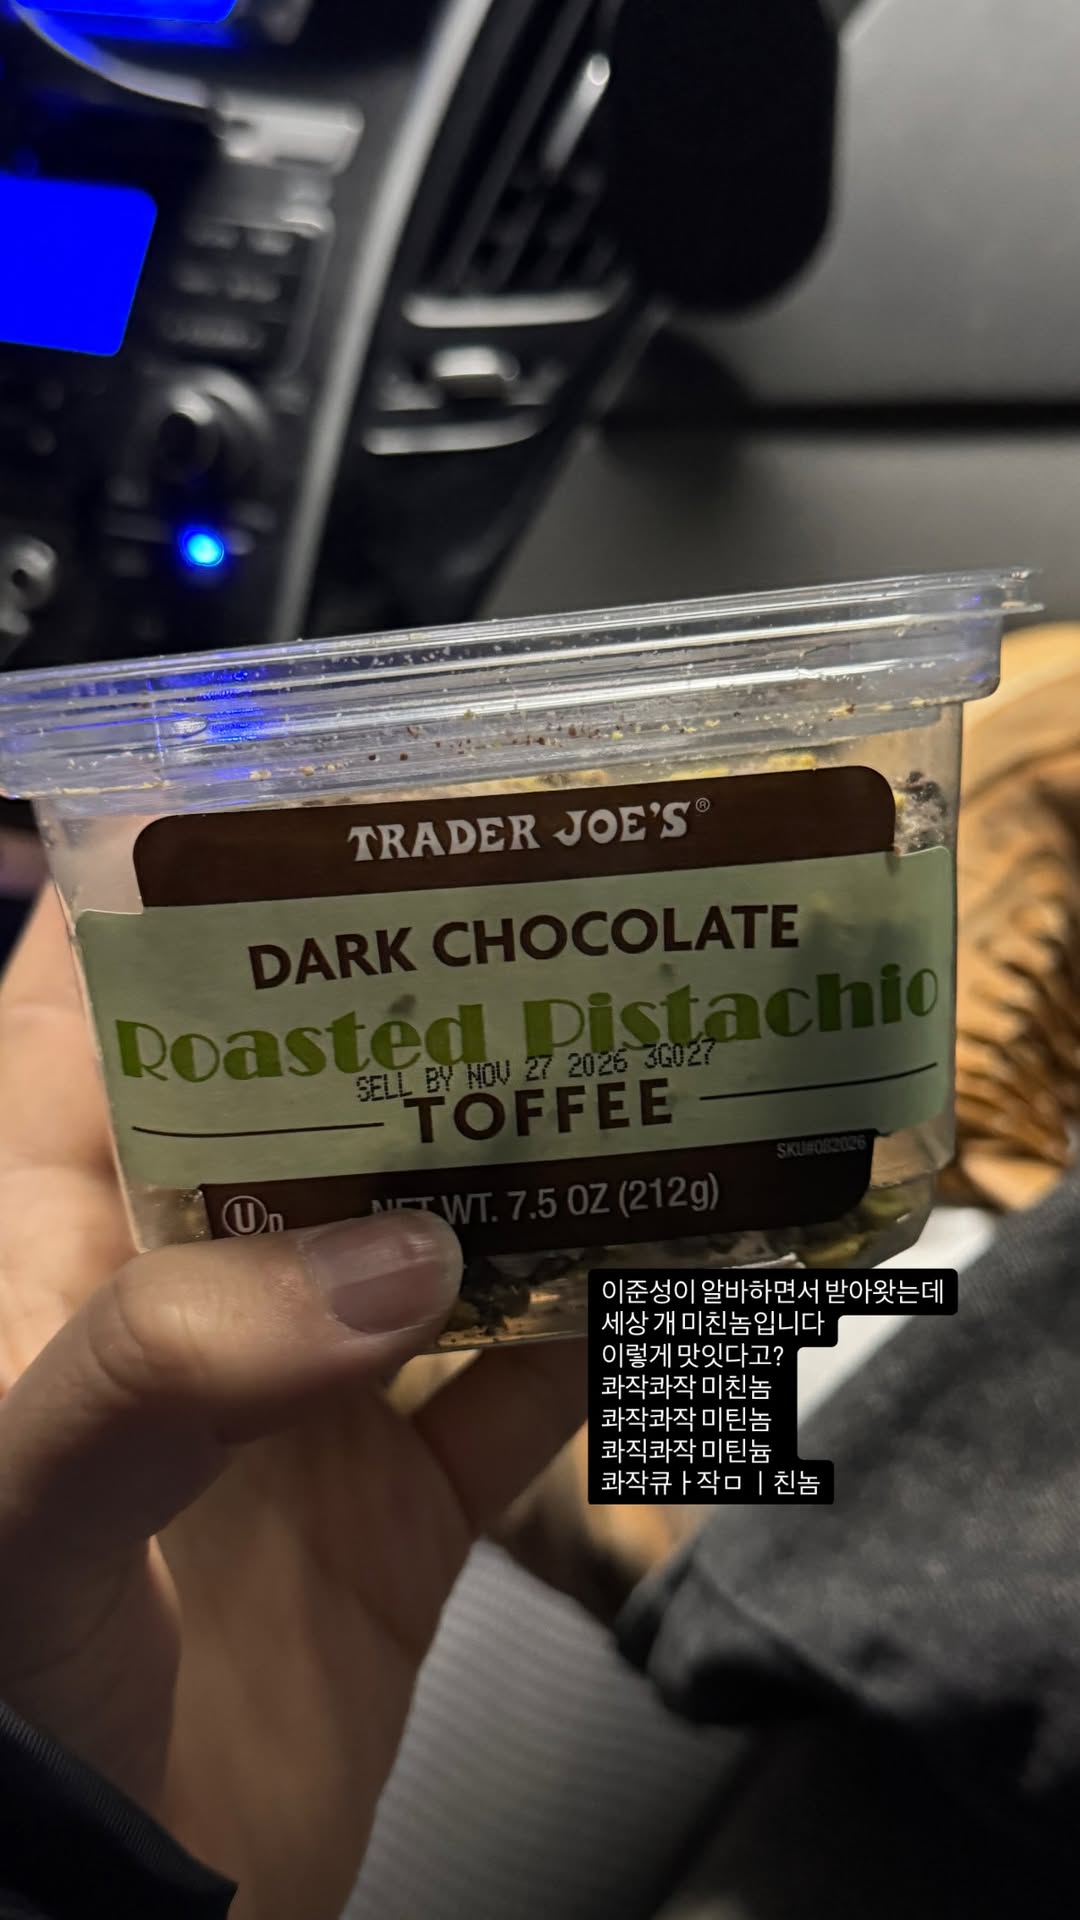 TRADER JOE'S®
DARK CHOCOLATE
Roasted Pistachio
SELL BY NOV 27 2026 3G027
TOFFEE
SKU#082026
UD
NET WT. 7.5 OZ (212g)
이준성이 알바하면서 받아왓는데
세상 개 미친놈입니다
이렇게 맛잇다고?
콰작콰작 미친놈
콰작콰작 미틴놈
콰직콰작 미틴늄
콰작큐ㅏ작ㅁㅣ친놈